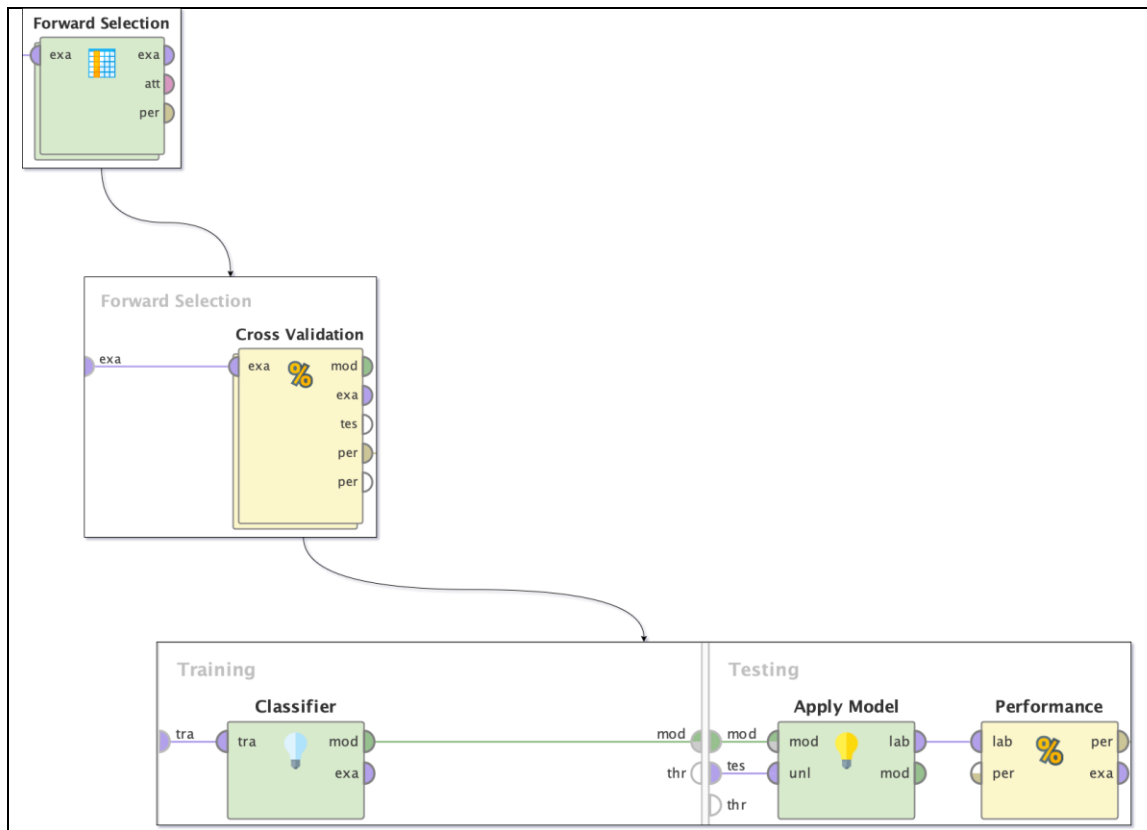 Forward Selection
exa exa
att
per
Forward Selection
Cross Validation
exa
exa % mod
exa
tes
per
per
Training Testing
Classifier Apply Model Performance
tra tra mod mod mod mod lab lab % per
exa thr tes unl mod per exa
thr